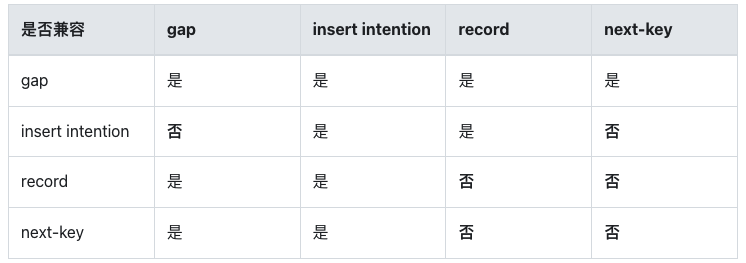 是否兼容 gap insert intention record next-key
gap 是 是 是 是
insert intention 否 是 是 否
record 是 是 否 否
next-key 是 是 否 否